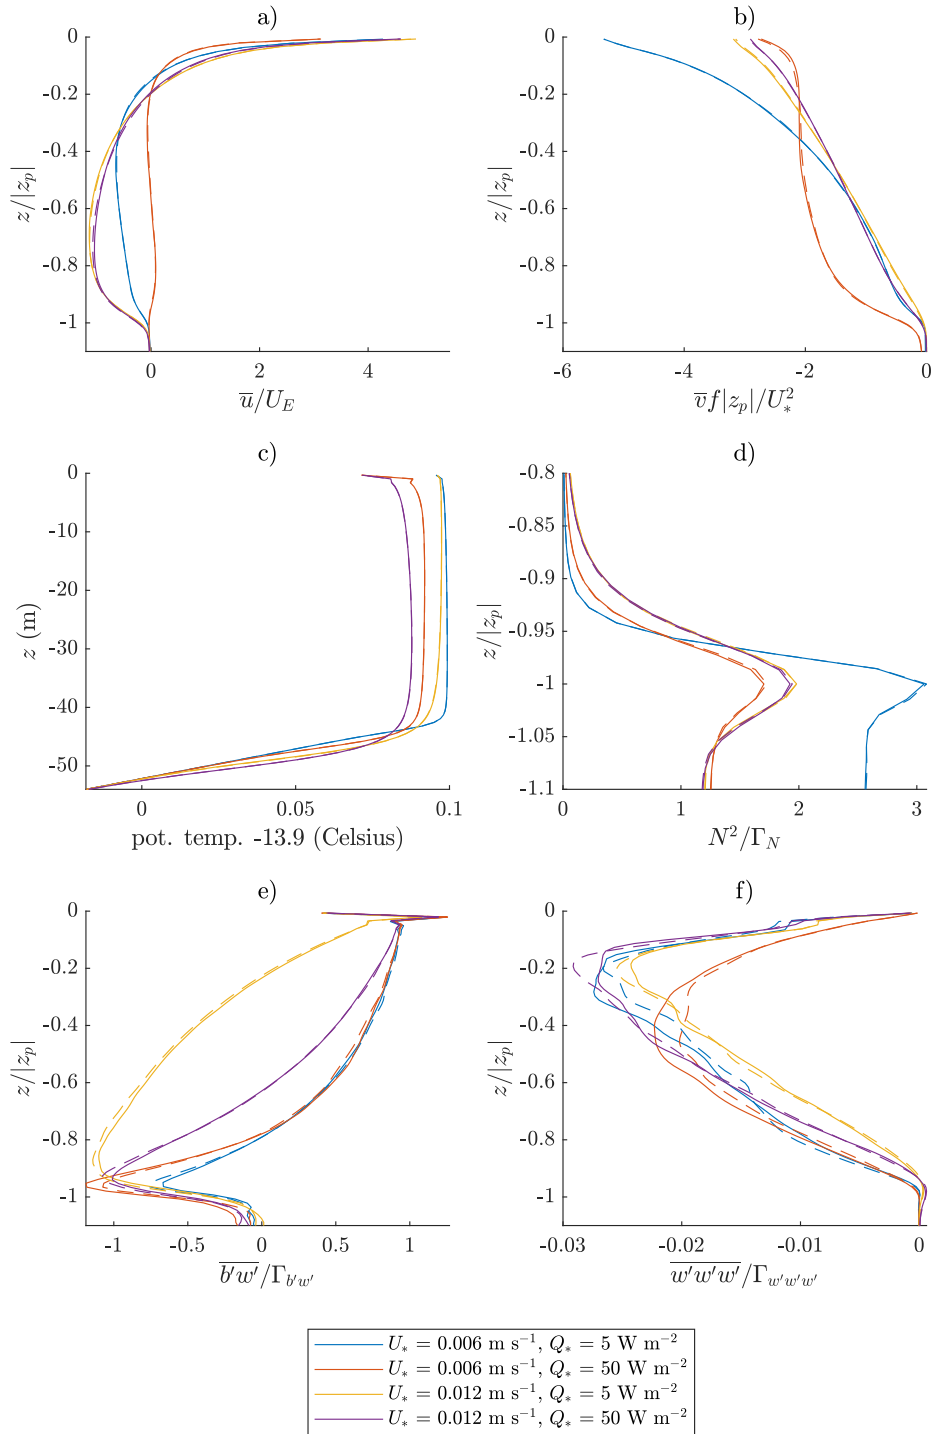 a)
0
-0.2
-0.4
-0.6
-0.8
-1
z/|z_p|
0 2 4
u̅/U_E
b)
0
-0.2
-0.4
-0.6
-0.8
-1
z/|z_p|
-6 -4 -2 0
v̅f|z_p|/U_*^2
c)
0
-10
-20
-30
-40
-50
z (m)
0 0.05 0.1
pot. temp. -13.9 (Celsius)
d)
-0.8
-0.85
-0.9
-0.95
-1
-1.05
-1.1
z/|z_p|
0 1 2 3
N²/Γ_N
e)
0
-0.2
-0.4
-0.6
-0.8
-1
z/|z_p|
-1 -0.5 0 0.5 1
b′w′/Γ_b′w′
f)
0
-0.2
-0.4
-0.6
-0.8
-1
z/|z_p|
-0.03 -0.02 -0.01 0
w′w′w′/Γ_w′w′w′
U_* = 0.006 m s⁻¹, Q_* = 5 W m⁻²
U_* = 0.006 m s⁻¹, Q_* = 50 W m⁻²
U_* = 0.012 m s⁻¹, Q_* = 5 W m⁻²
U_* = 0.012 m s⁻¹, Q_* = 50 W m⁻²